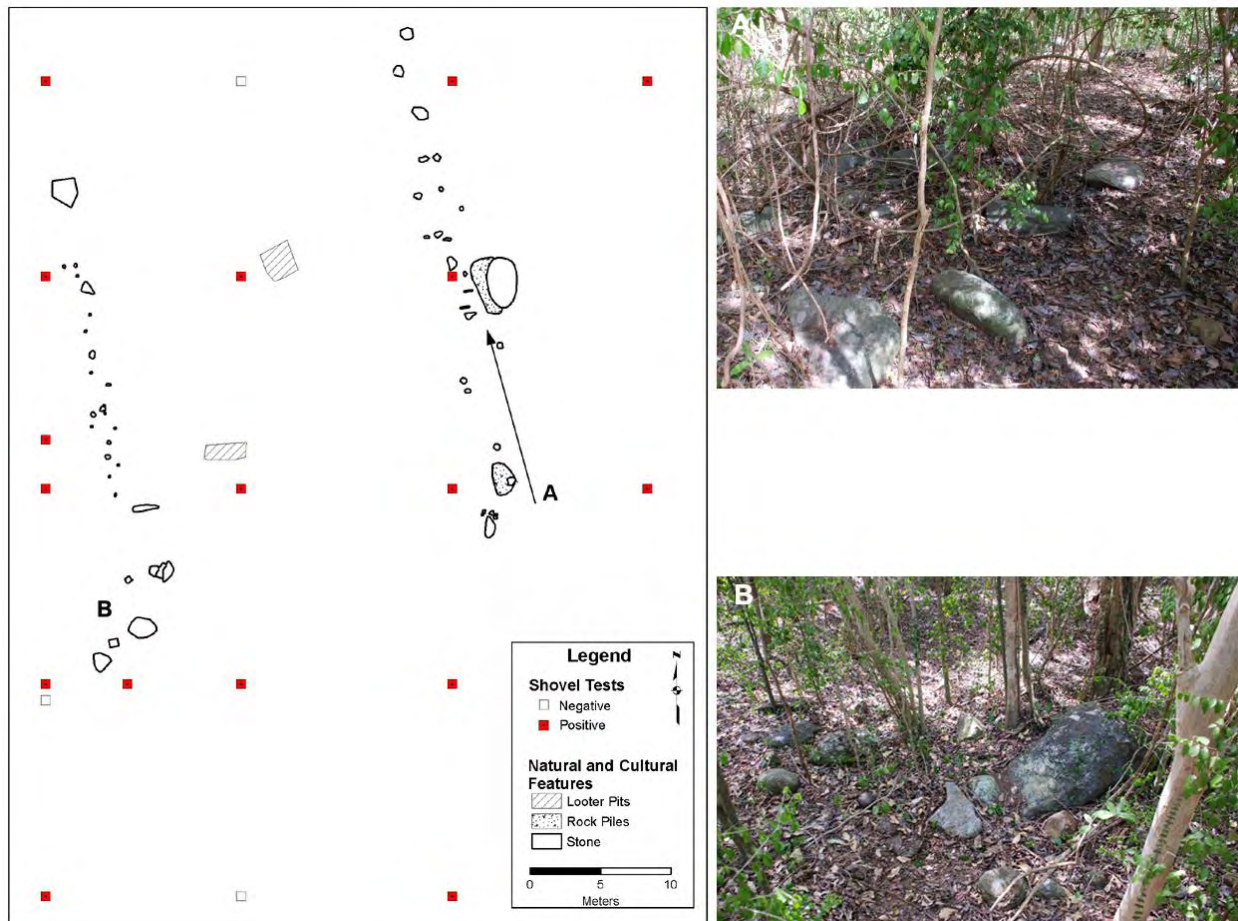 A
B
Legend
N
Shovel Tests
Negative
Positive
Natural and Cultural
Features
Looter Pits
Rock Piles
Stone
0 5 10
Meters
A
B